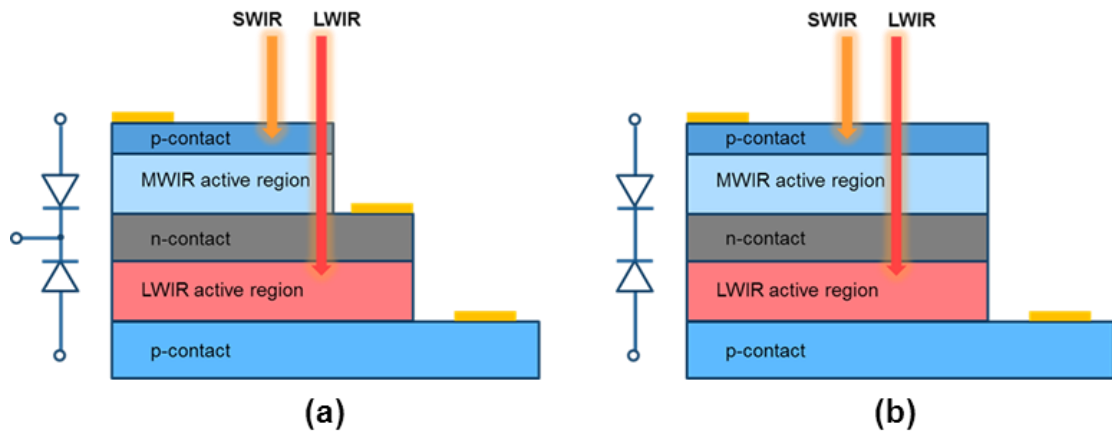 SWIR LWIR
p-contact
MWIR active region
n-contact
LWIR active region
p-contact
(a)
SWIR LWIR
p-contact
MWIR active region
n-contact
LWIR active region
p-contact
(b)